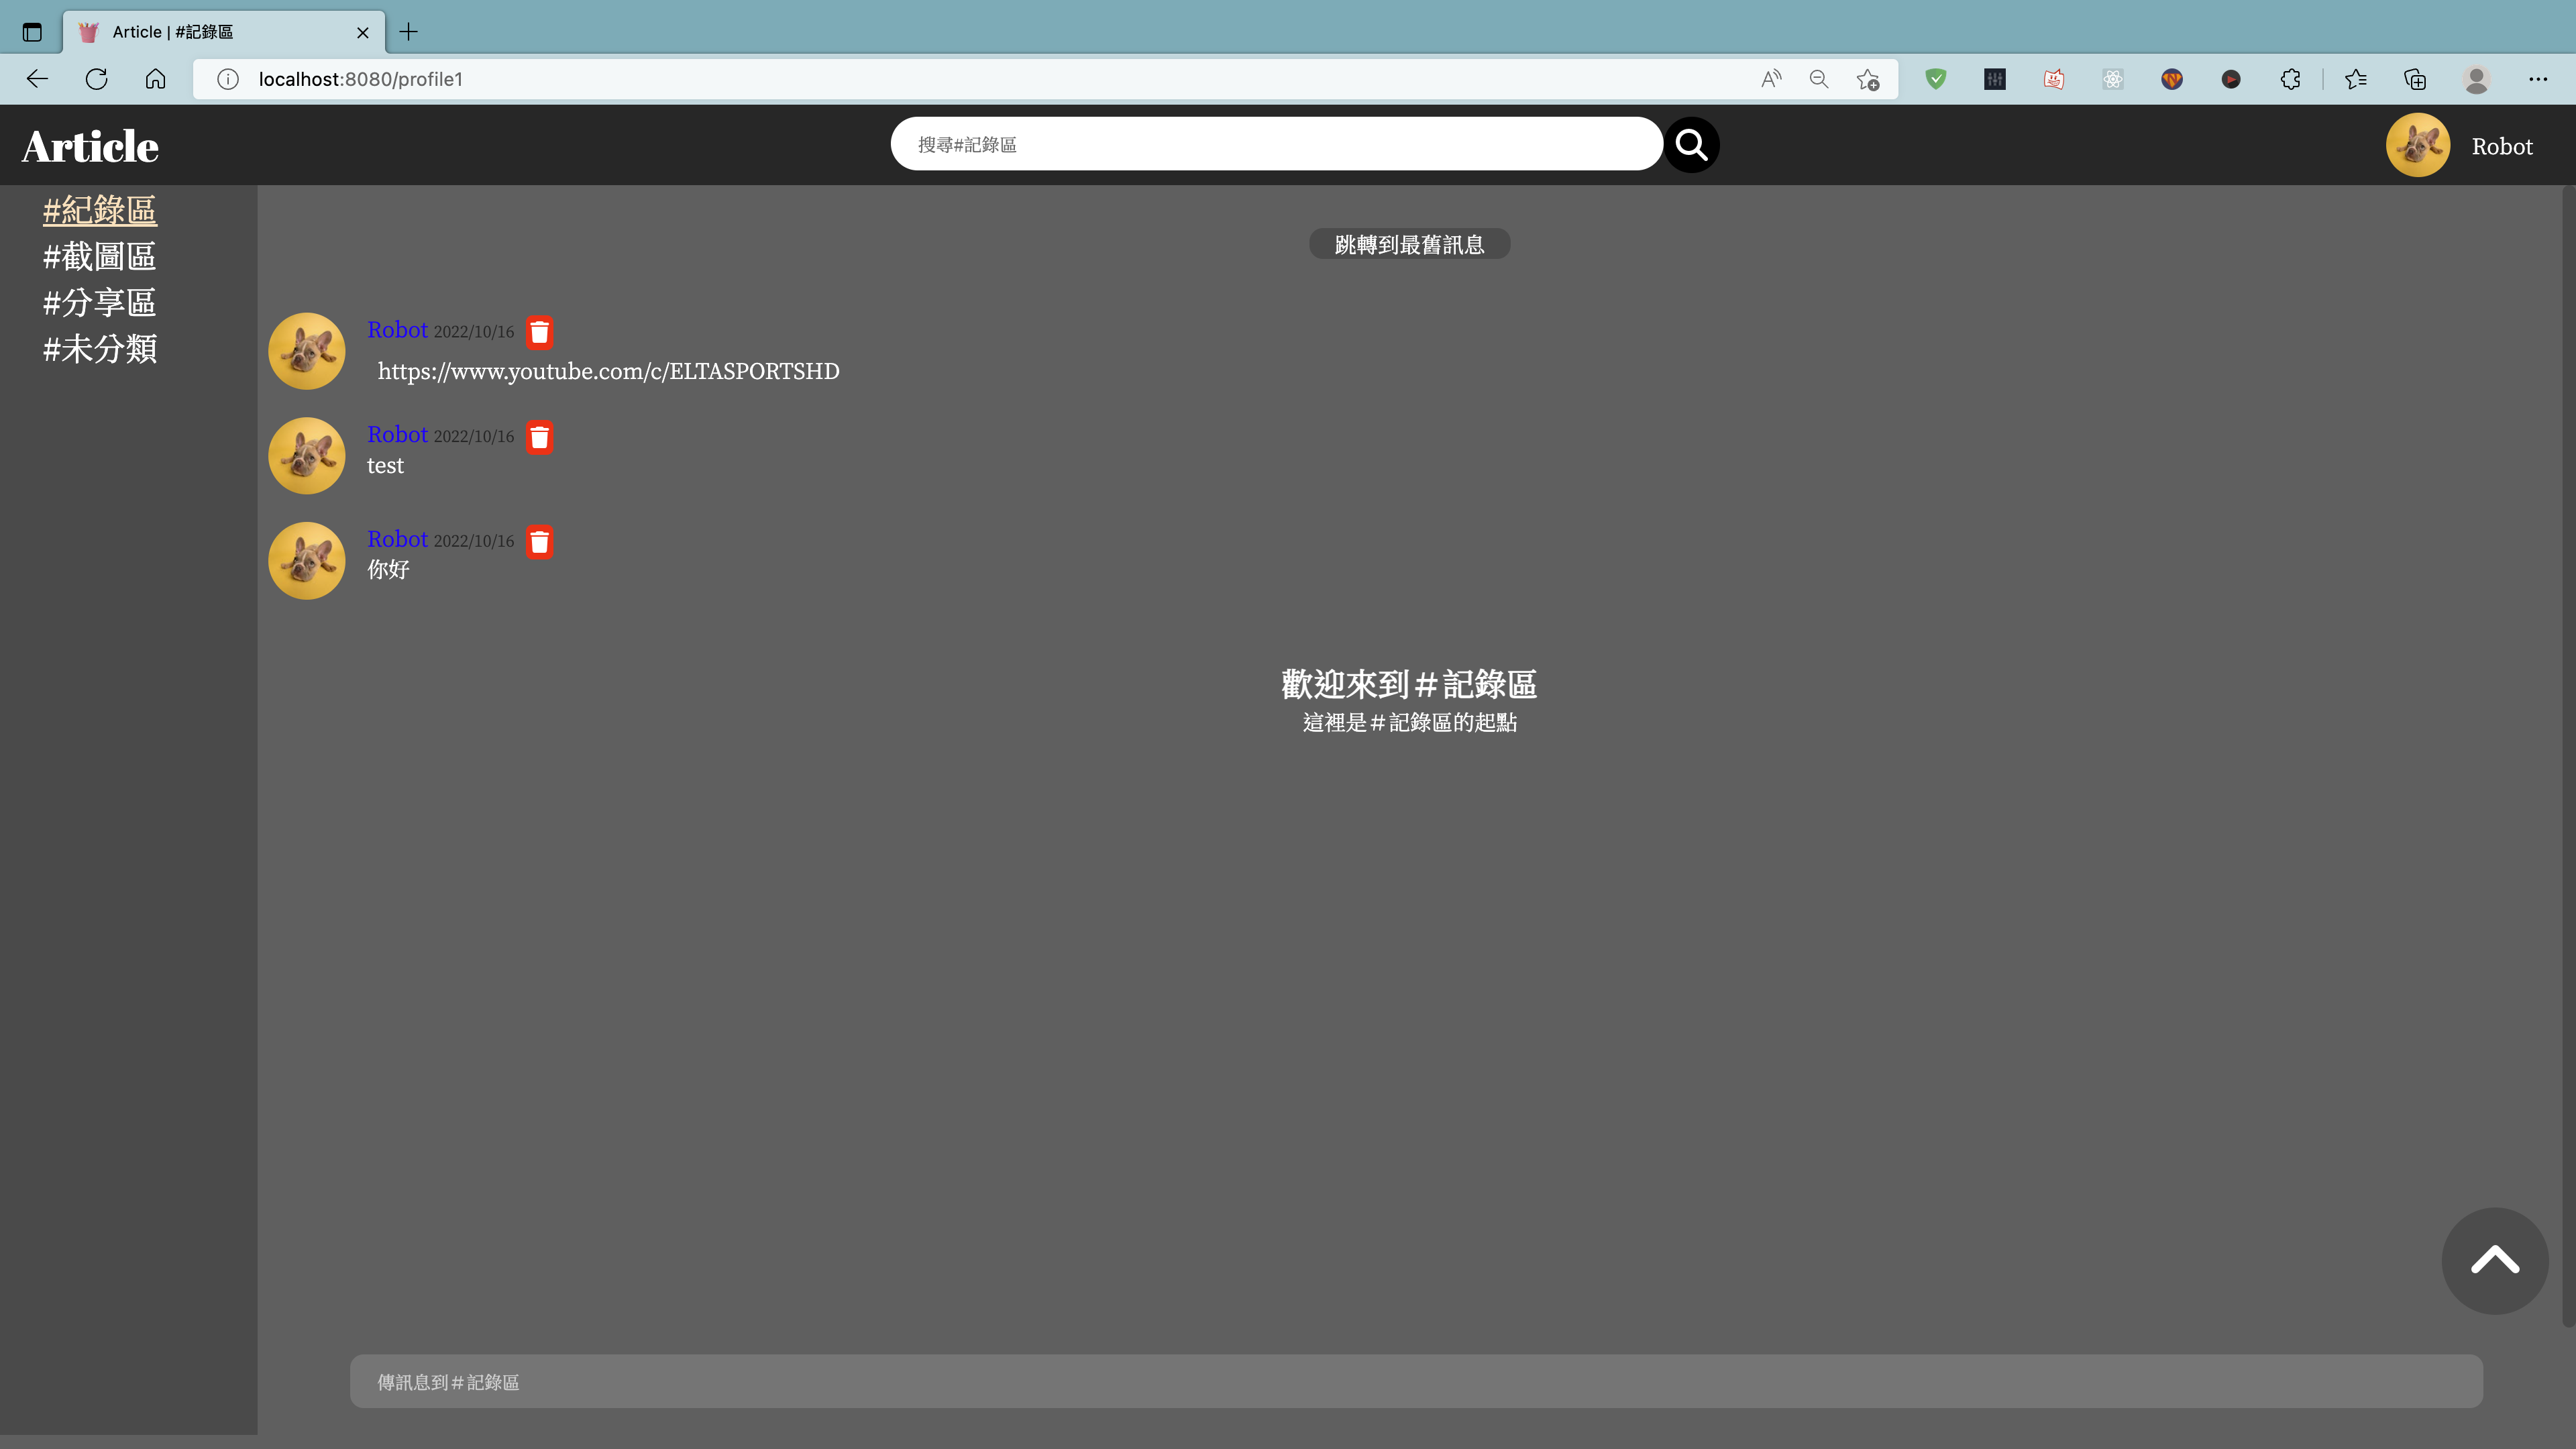 Article | #記錄區
localhost:8080/profile1
Article
搜尋#記錄區
Robot
#紀錄區
#截圖區
#分享區
#未分類
跳轉到最舊訊息
Robot 2022/10/16
https://www.youtube.com/c/ELTASPORTSHD
Robot 2022/10/16
test
Robot 2022/10/16
你好
歡迎來到＃記錄區
這裡是＃記錄區的起點
傳訊息到＃記錄區